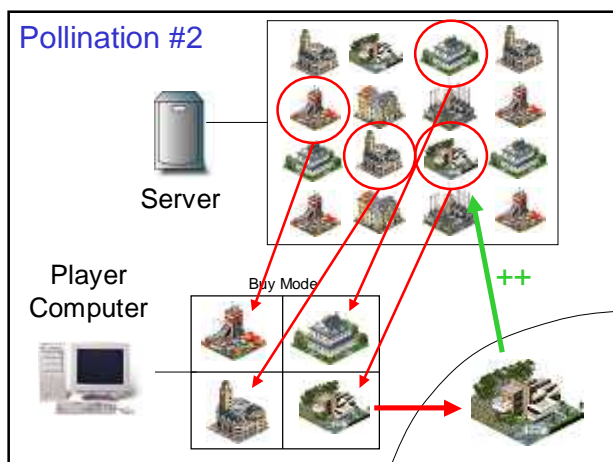 Pollination #2
Server
Player
Computer
Buy Mode
++